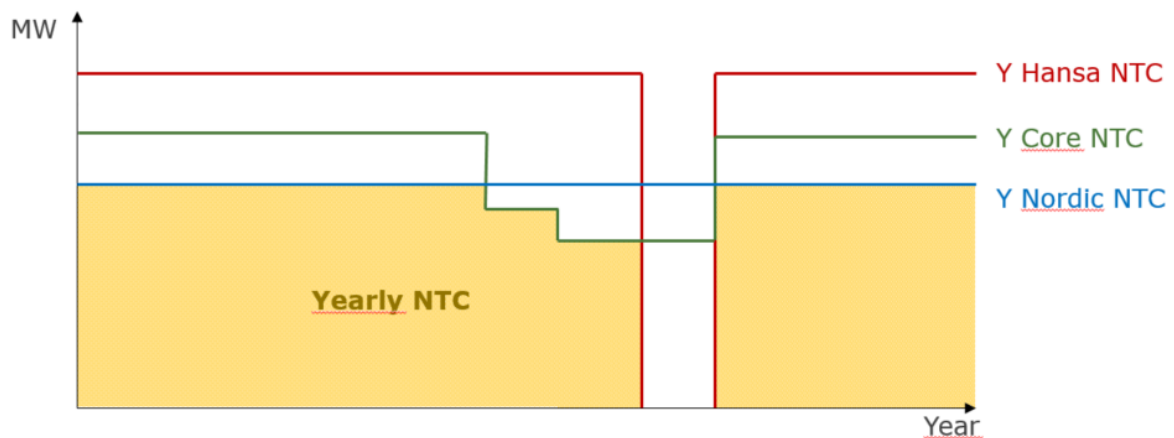 MW
Y Hansa NTC
Y Core NTC
Y Nordic NTC
Yearly NTC
Year